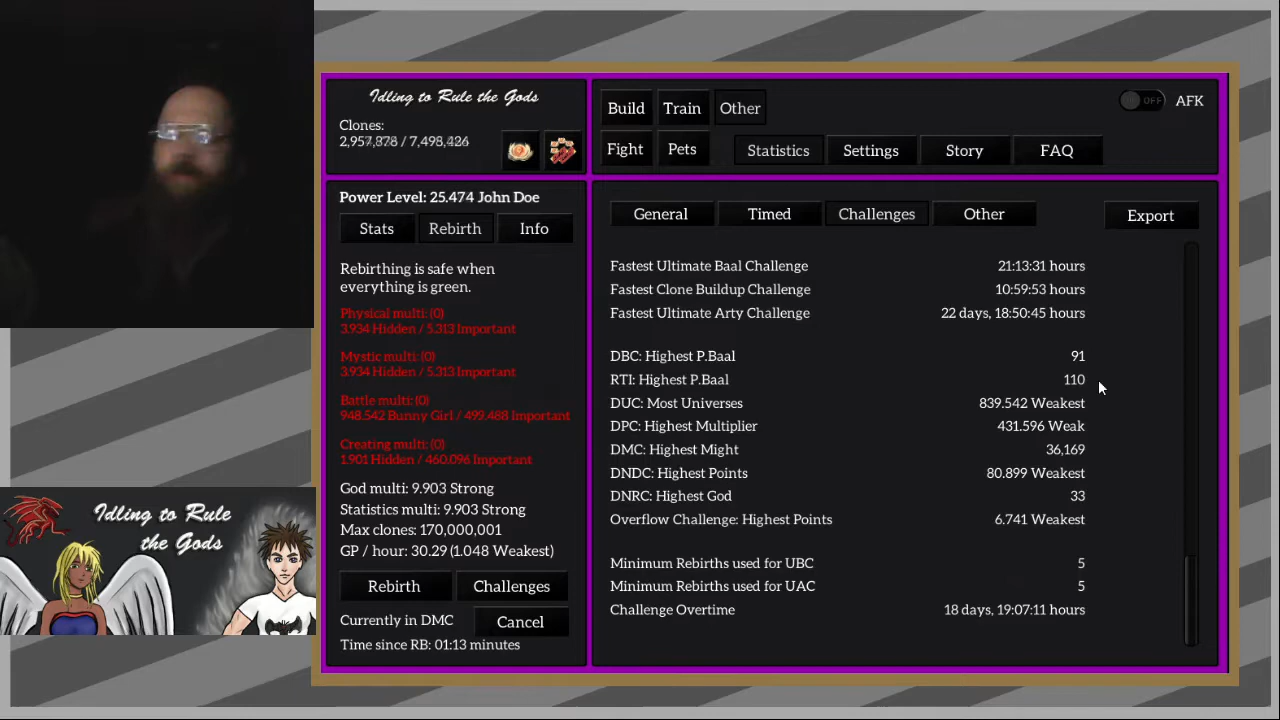 Idling to Rule the Gods
Clones:
Build
Train
Other
OFF
AFK
Fight
Pets
Statistics
Settings
Story
FAQ
Power Level: 25.474 John Doe
Stats
Rebirth
Info
Rebirthing is safe when
everything is green.
Physical multi: (0)
3.934 Hidden / 5.313 Important
Mystic multi: (0)
3.934 Hidden / 5.313 Important
Battle multi: (0)
948.542 Bunny Girl / 499.488 Important
Creating multi: (0)
1.901 Hidden / 460.096 Important
God multi: 9.903 Strong
Statistics multi: 9.903 Strong
Max clones: 170,000,001
GP / hour: 30.29 (1.048 Weakest)
Rebirth
Challenges
Currently in DMC
Cancel
Time since RB: 01:13 minutes
General
Timed
Challenges
Other
Export
Fastest Ultimate Baal Challenge 21:13:31 hours
Fastest Clone Buildup Challenge 10:59:53 hours
Fastest Ultimate Arty Challenge 22 days, 18:50:45 hours
DBC: Highest P.Baal 91
RTI: Highest P.Baal 110
DUC: Most Universes 839.542 Weakest
DPC: Highest Multiplier 431.596 Weak
DMC: Highest Might 36,169
DNDC: Highest Points 80.899 Weakest
DNRC: Highest God 33
Overflow Challenge: Highest Points 6.741 Weakest
Minimum Rebirths used for UBC 5
Minimum Rebirths used for UAC 5
Challenge Overtime 18 days, 19:07:11 hours
Idling to Rule
the Gods